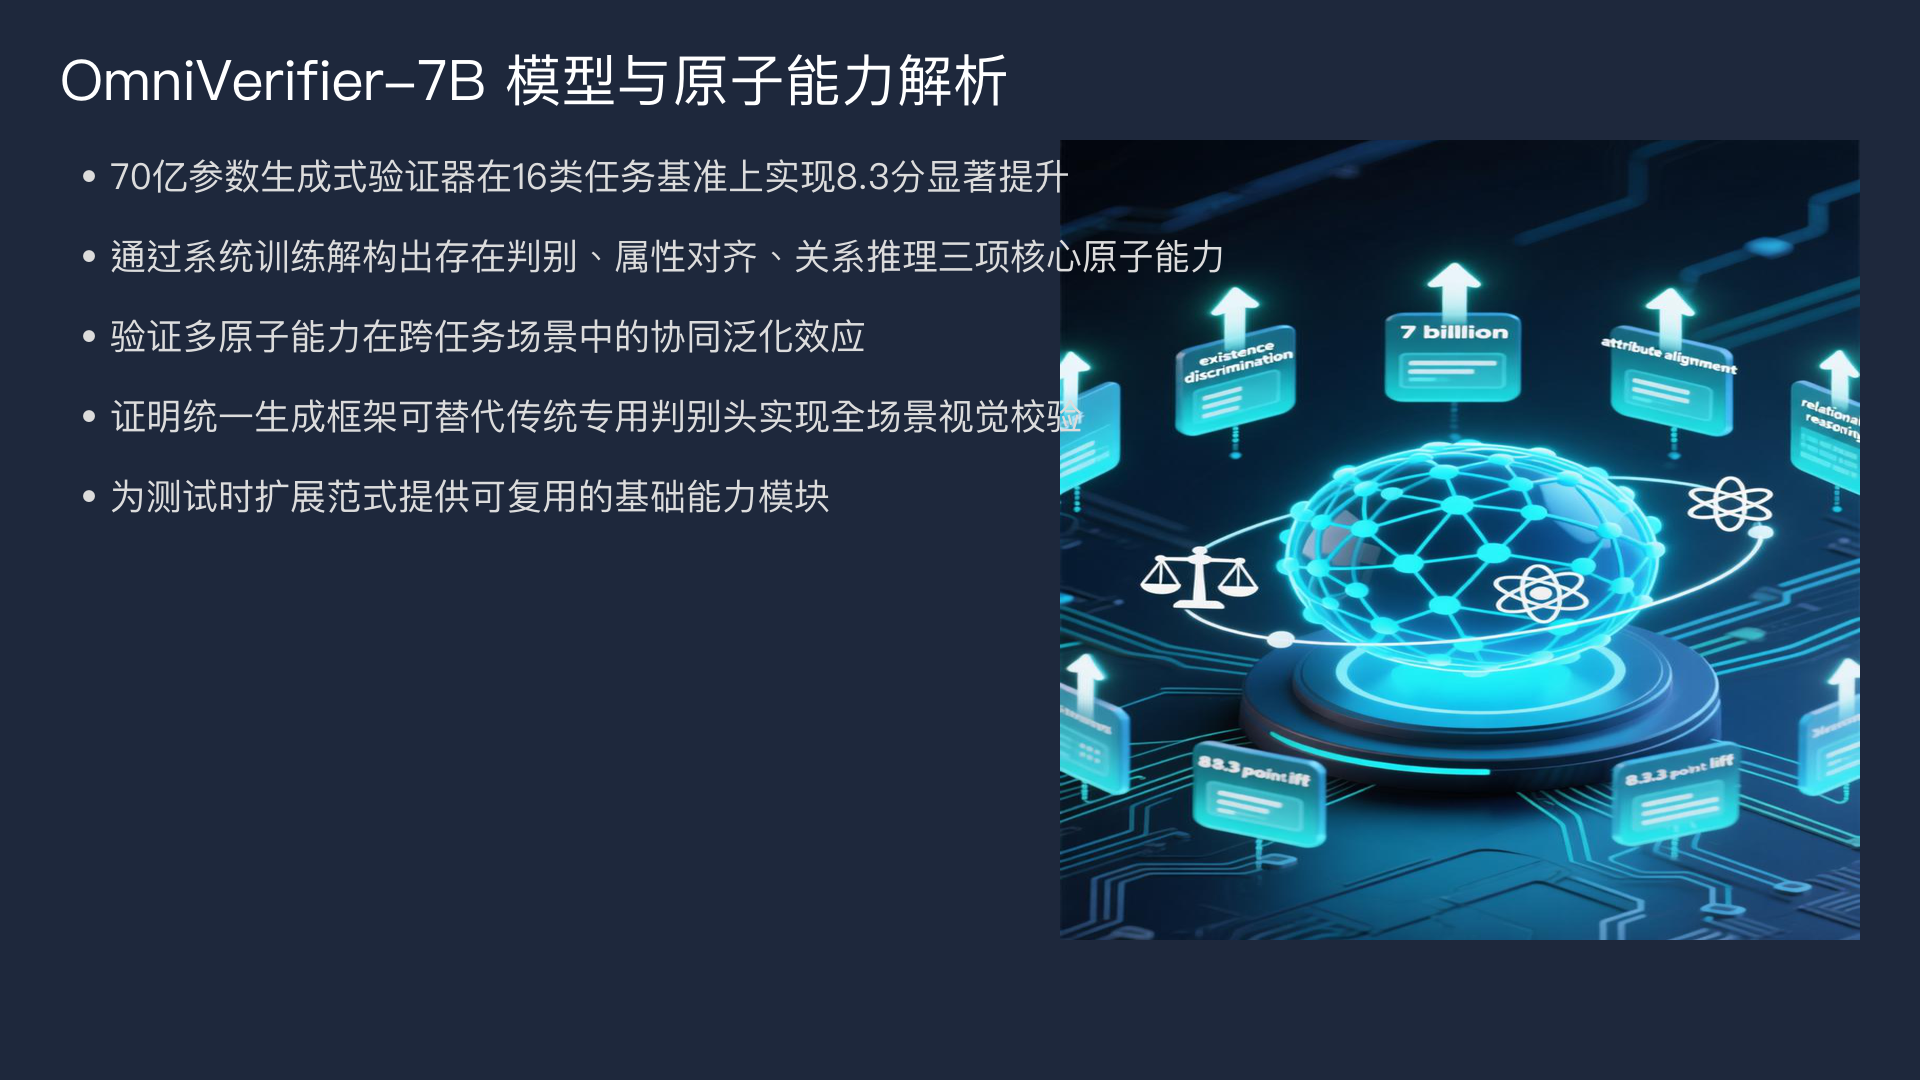 OmniVerifier-7B 模型与原子能力解析
• 70亿参数生成式验证器在16类任务基准上实现8.3分显著提升
• 通过系统训练解构出存在判别、属性对齐、关系推理三项核心原子能力
• 验证多原子能力在跨任务场景中的协同泛化效应
• 证明统一生成框架可替代传统专用判别头实现全场景视觉校验
• 为测试时扩展范式提供可复用的基础能力模块
existence
discrimination
7 billlion
attribute alignment
88.3 point
8.3.3 point lift